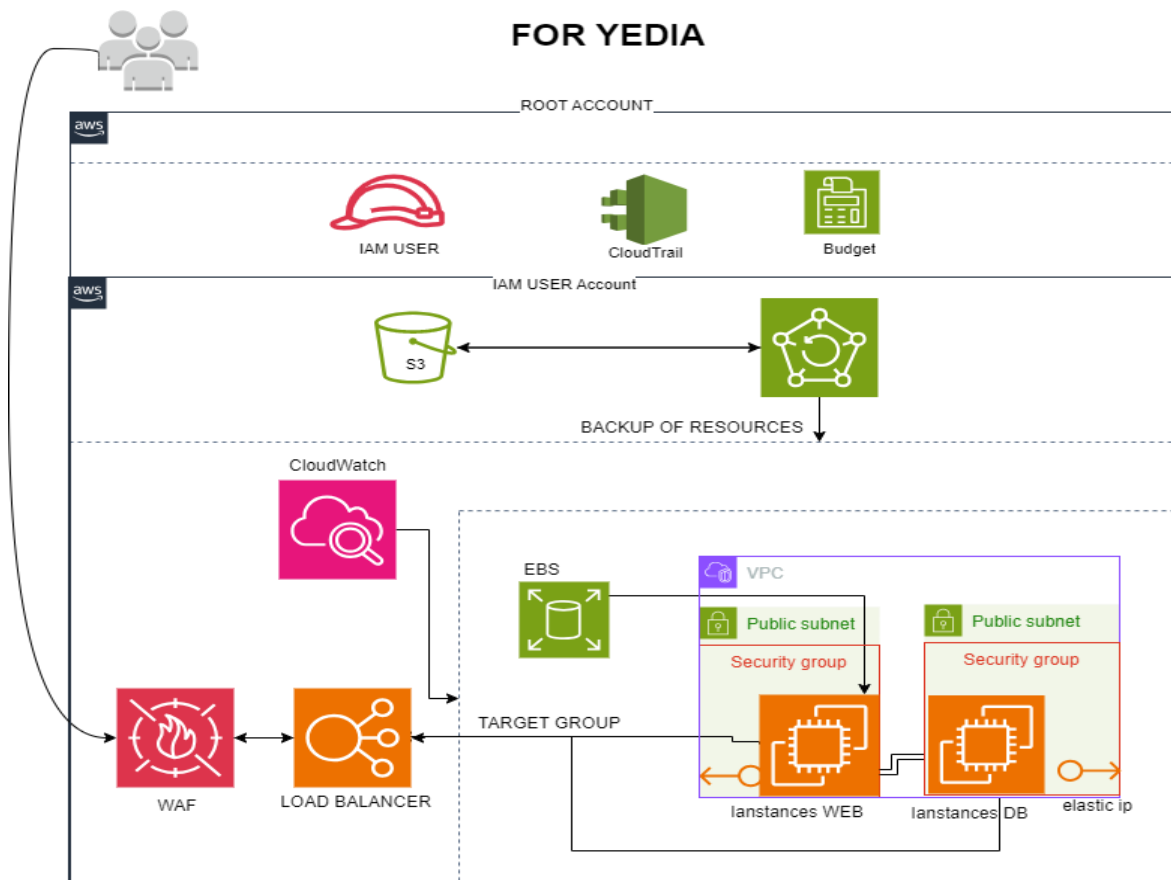 FOR YEDIA
ROOT ACCOUNT
aws
IAM USER
CloudTrail
Budget
aws
IAM USER Account
S3
BACKUP OF RESOURCES
CloudWatch
EBS
VPC
Public subnet
Public subnet
Security group
Security group
TARGET GROUP
WAF
LOAD BALANCER
Ianstances WEB
Ianstances DB
elastic ip